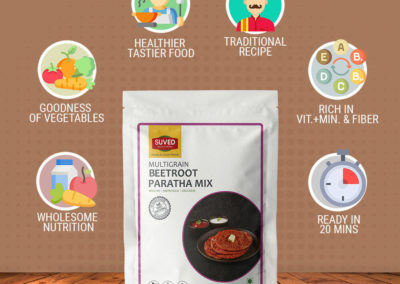 HEALTHIER
TASTIER FOOD
TRADITIONAL
RECIPE
GOODNESS
OF VEGETABLES
E
A
B
C
D
RICH IN
VIT.+MIN. & FIBER
SUVED
MULTIGRAIN
BEETROOT
PARATHA MIX
WHOLESOME
NUTRITION
READY IN
20 MINS